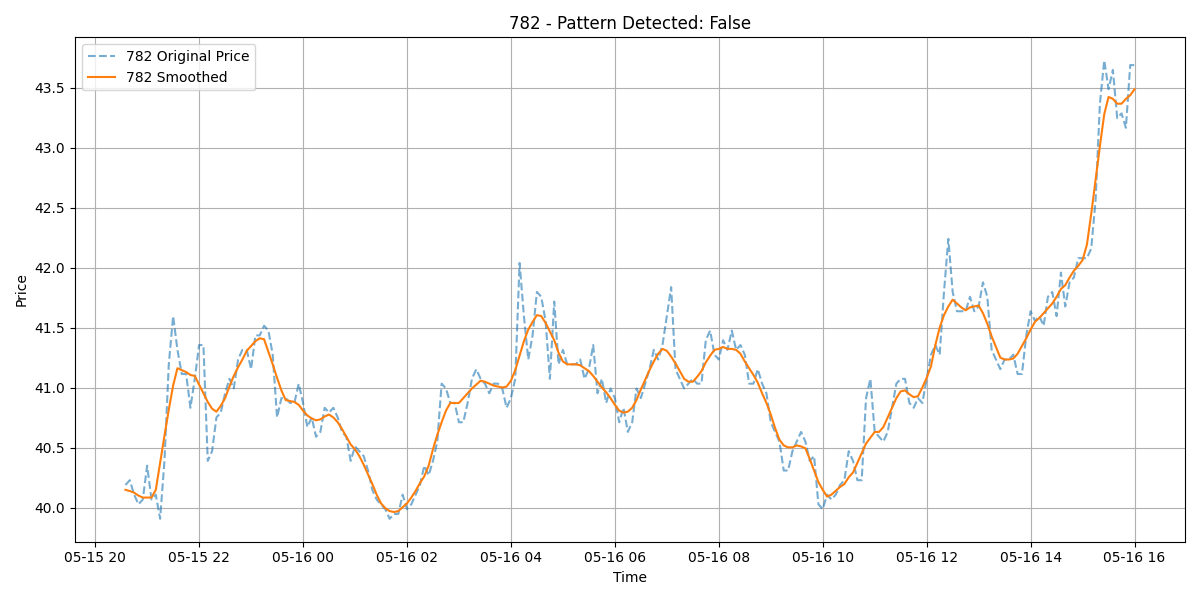 782 - Pattern Detected: False
782 Original Price
782 Smoothed
Price
43.5
43.0
42.5
42.0
41.5
41.0
40.5
40.0
05-15 20 05-15 22 05-16 00 05-16 02 05-16 04 05-16 06 05-16 08 05-16 10 05-16 12 05-16 14 05-16 16
Time